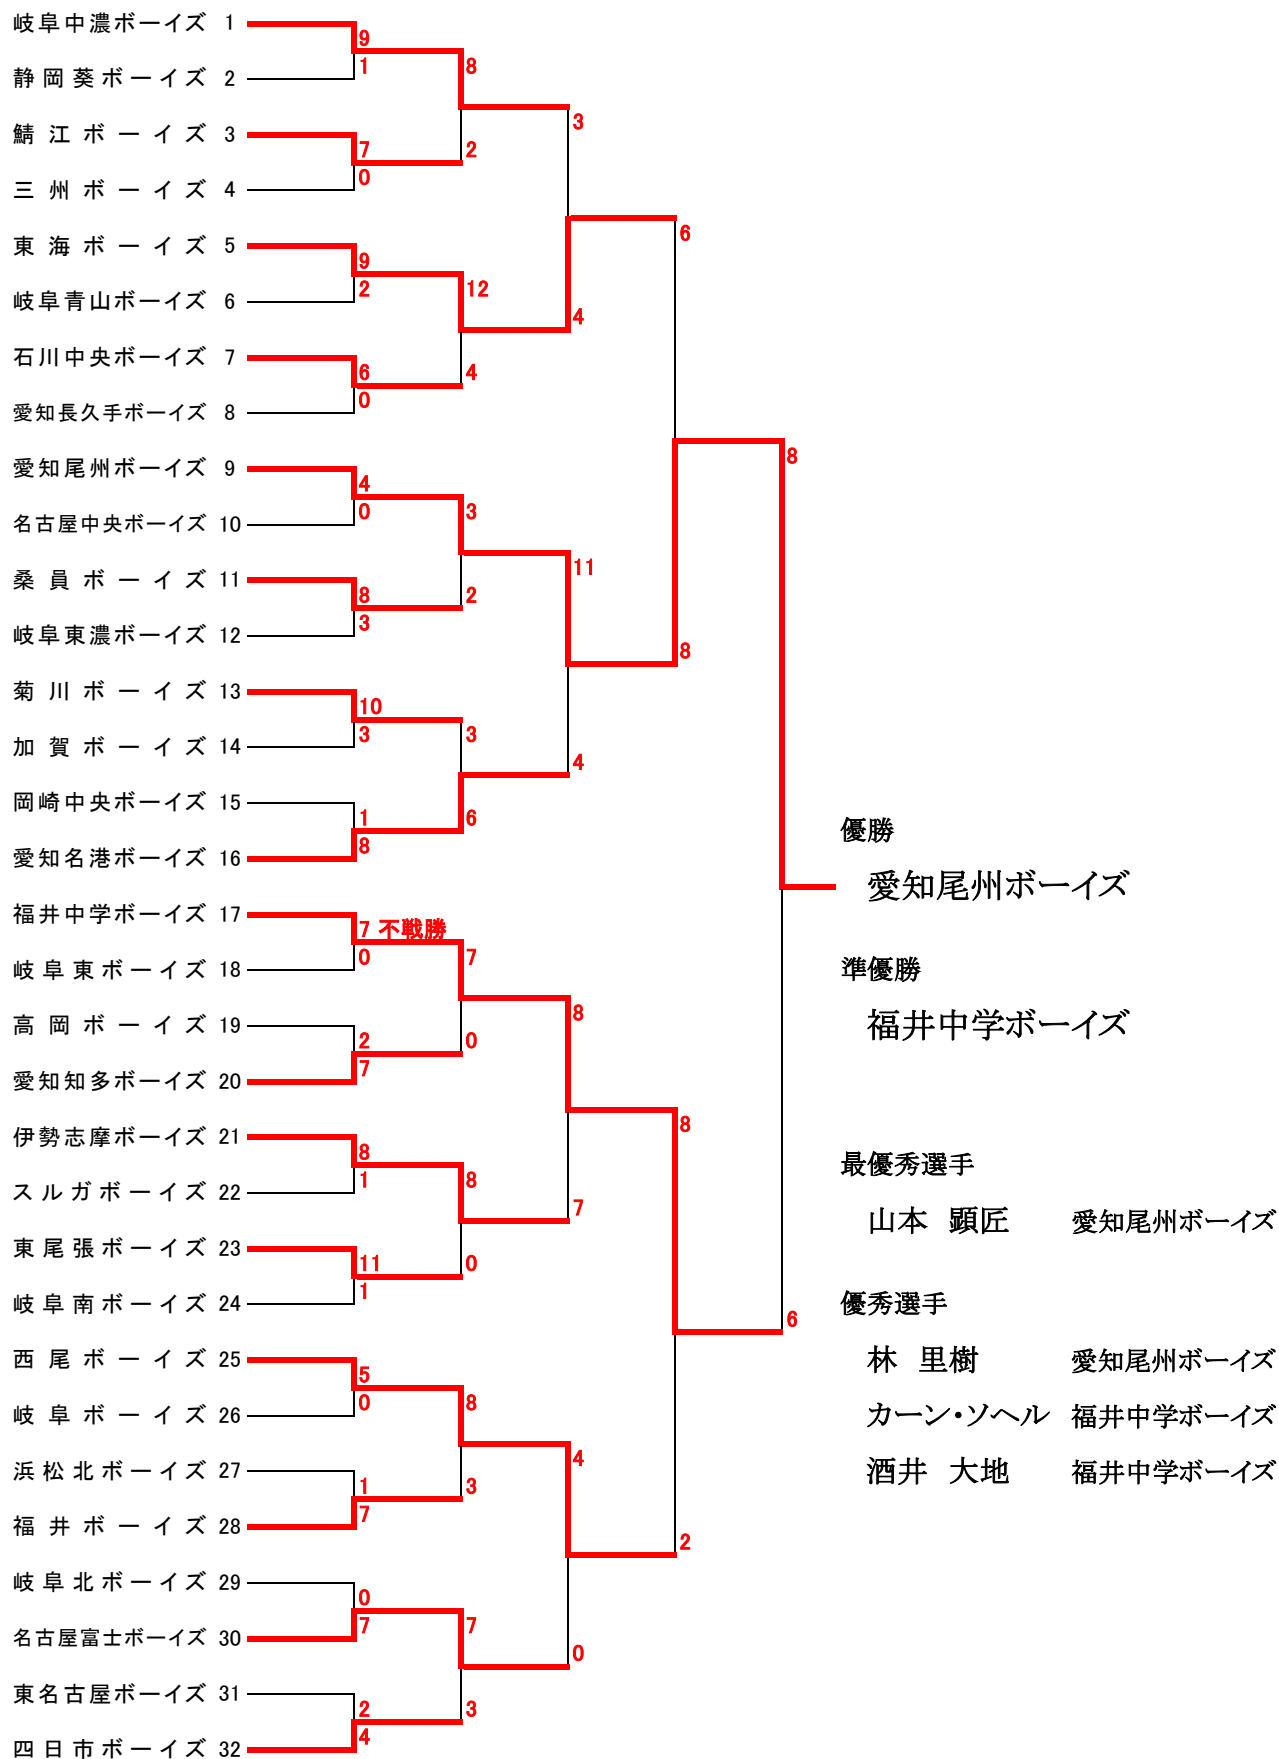 岐阜中濃ボーイズ 1
9
1
8
静岡葵ボーイズ 2
3
鯖江ボーイズ 3
7
0
2
三州ボーイズ 4
6
東海ボーイズ 5
9
2
12
岐阜青山ボーイズ 6
4
石川中央ボーイズ 7
6
0
4
愛知長久手ボーイズ 8
8
愛知尾州ボーイズ 9
4
0
3
名古屋中央ボーイズ 10
11
桑員ボーイズ 11
8
3
2
岐阜東濃ボーイズ 12
8
菊川ボーイズ 13
10
3
3
加賀ボーイズ 14
4
岡崎中央ボーイズ 15
1
8
6
愛知名港ボーイズ 16
優勝
愛知尾州ボーイズ
福井中学ボーイズ 17
7 不戦勝
0
7
岐阜東ボーイズ 18
準優勝
8
福井中学ボーイズ
高岡ボーイズ 19
2
7
0
愛知知多ボーイズ 20
8
伊勢志摩ボーイズ 21
8
1
8
スルガボーイズ 22
最優秀選手
7
山本 顕匠 愛知尾州ボーイズ
東尾張ボーイズ 23
11
1
0
岐阜南ボーイズ 24
優秀選手
6
林 里樹 愛知尾州ボーイズ
カーン・ソヘル 福井中学ボーイズ
酒井 大地 福井中学ボーイズ
西尾ボーイズ 25
5
0
8
岐阜ボーイズ 26
4
浜松北ボーイズ 27
1
7
3
福井ボーイズ 28
2
岐阜北ボーイズ 29
0
7
7
名古屋富士ボーイズ 30
0
東名古屋ボーイズ 31
2
4
3
四日市ボーイズ 32